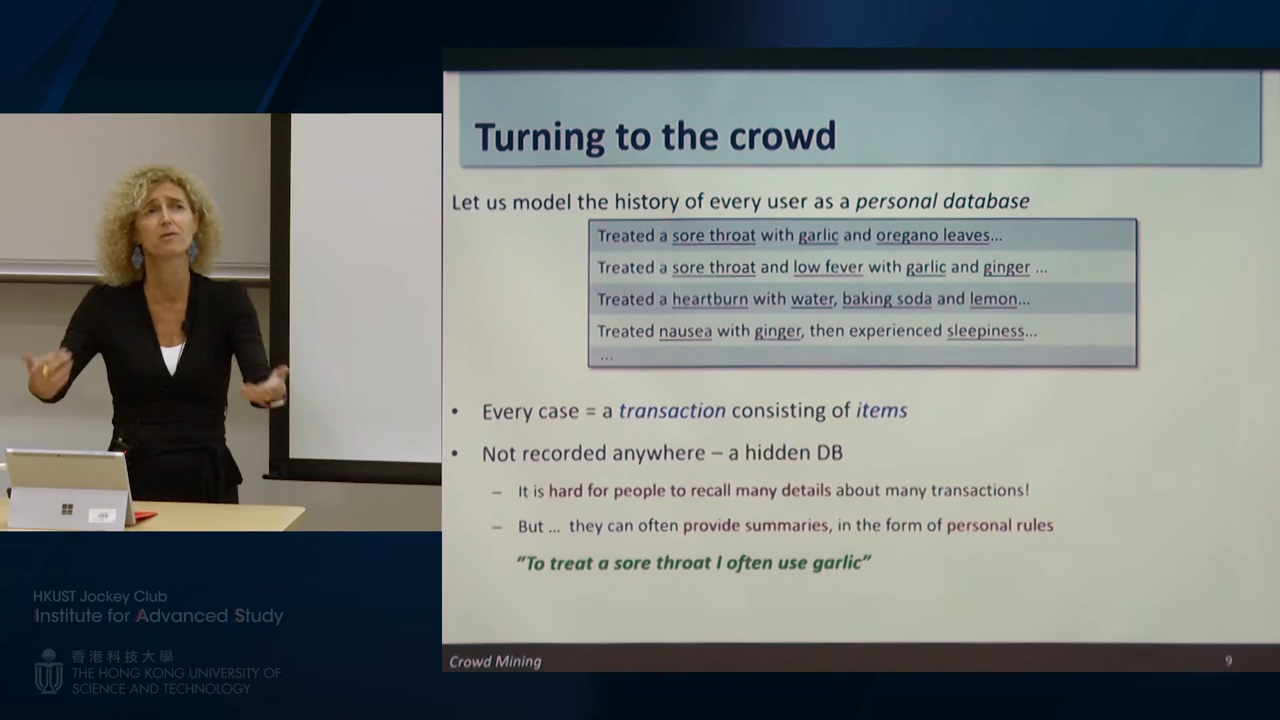 Turning to the crowd
Let us model the history of every user as a personal database
Treated a sore throat with garlic and oregano leaves...
Treated a sore throat and low fever with garlic and ginger ...
Treated a heartburn with water, baking soda and lemon...
Treated nausea with ginger, then experienced sleepiness...
...
• Every case = a transaction consisting of items
• Not recorded anywhere – a hidden DB
– It is hard for people to recall many details about many transactions!
– But ... they can often provide summaries, in the form of personal rules
“To treat a sore throat I often use garlic”
Crowd Mining
9
HKUST Jockey Club
Institute for Advanced Study
香港科技大學
THE HONG KONG UNIVERSITY OF
SCIENCE AND TECHNOLOGY